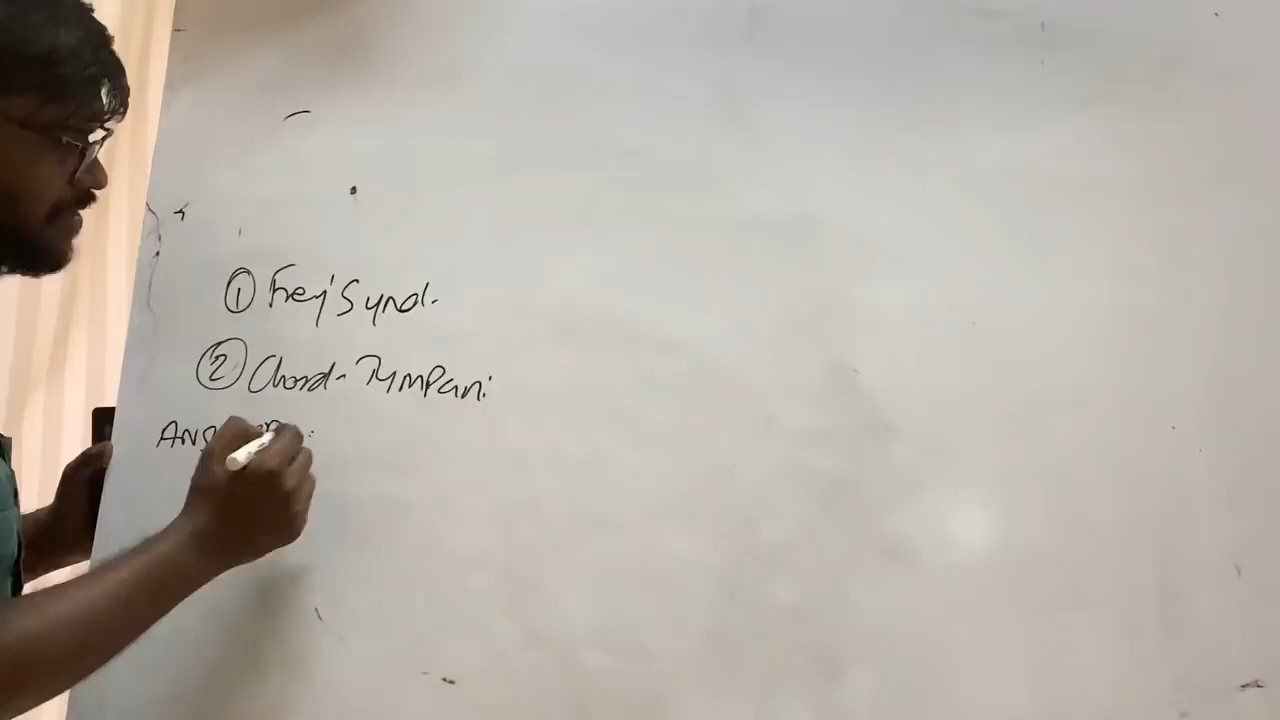 ① Frey's Synd.
② Chord- Tympani